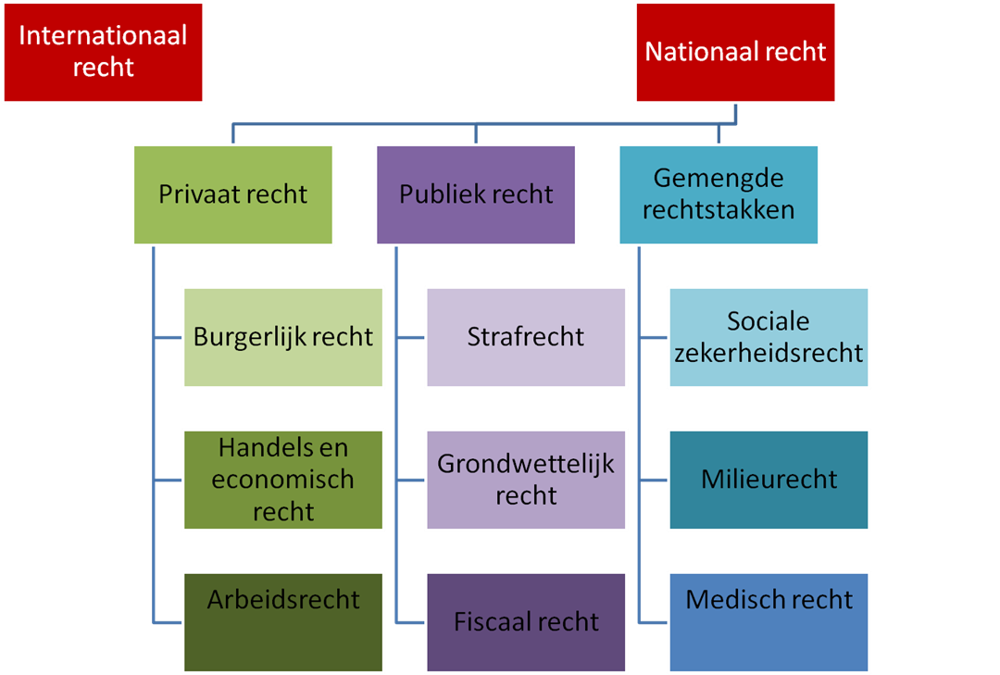 Internationaal
recht
Nationaal recht
Privaat recht
Publiek recht
Gemengde
rechtstakken
Burgerlijk recht
Strafrecht
Sociale
zekerheidsrecht
Handels en
economisch
recht
Grondwettelijk
recht
Milieurecht
Arbeidsrecht
Fiscaal recht
Medisch recht